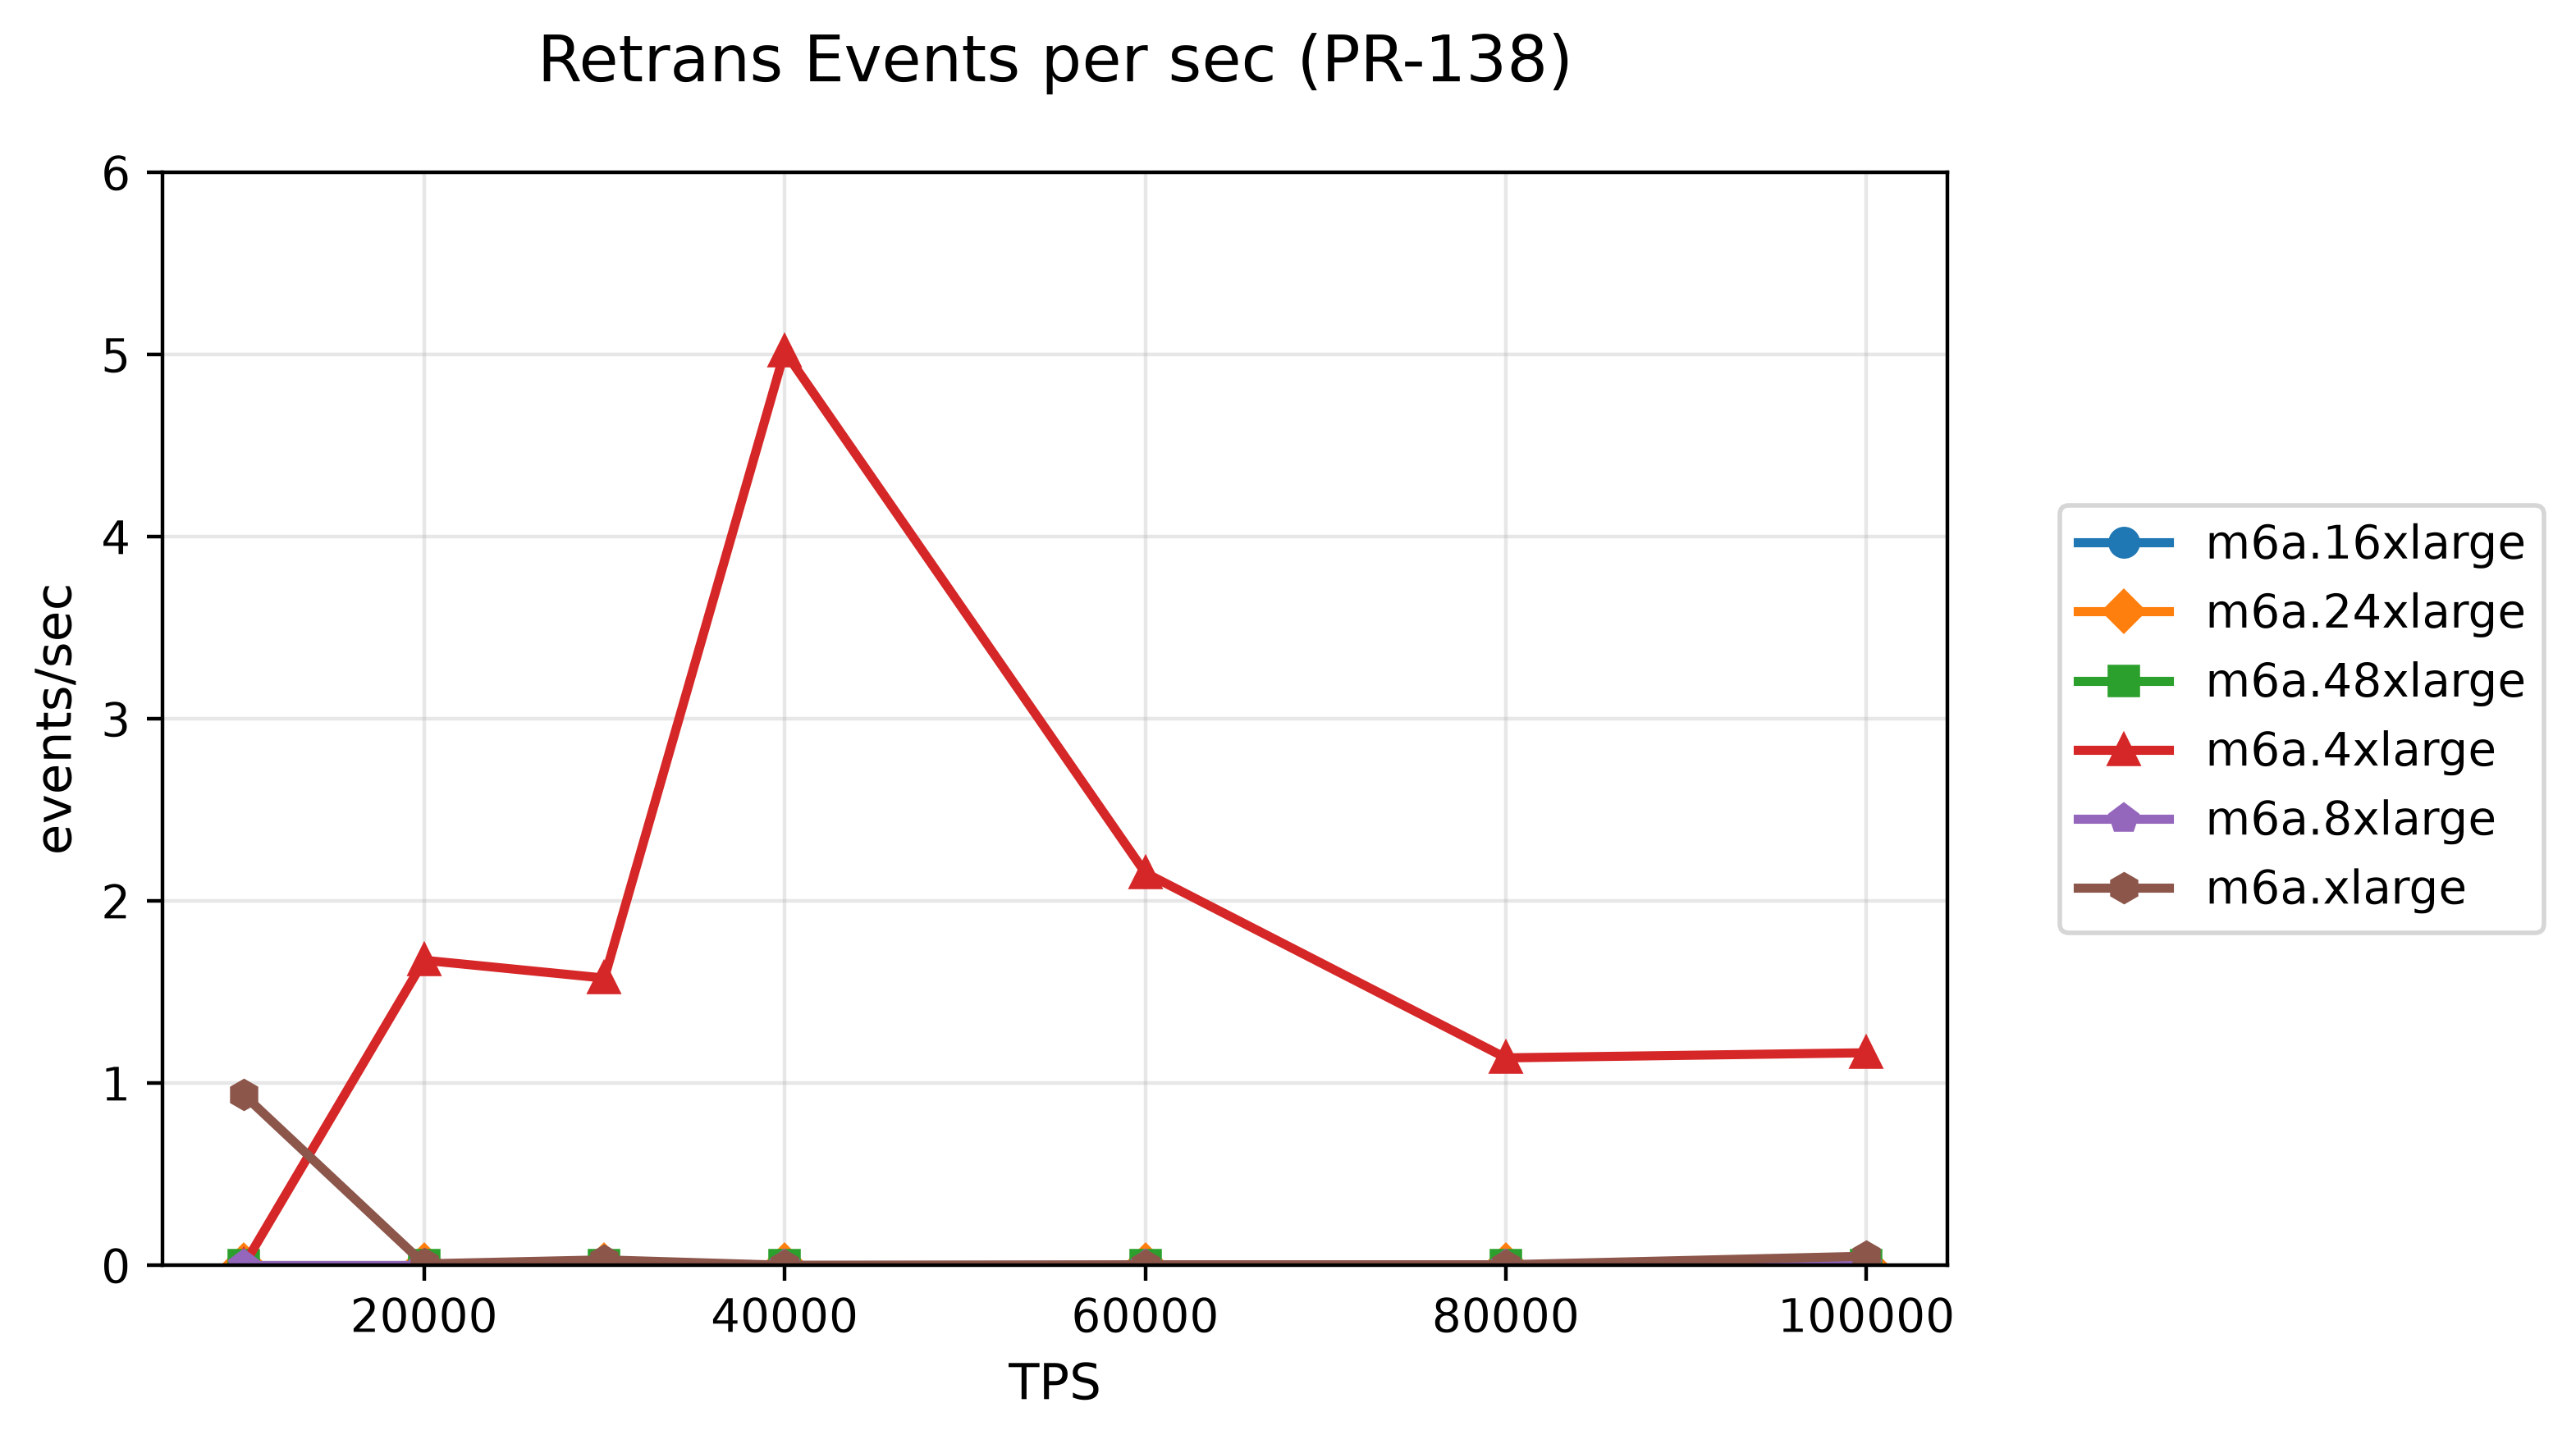 Retrans Events per sec (PR-138)
6
5
4
3
2
1
0
events/sec
20000
40000
60000
80000
100000
TPS
m6a.16xlarge
m6a.24xlarge
m6a.48xlarge
m6a.4xlarge
m6a.8xlarge
m6a.xlarge